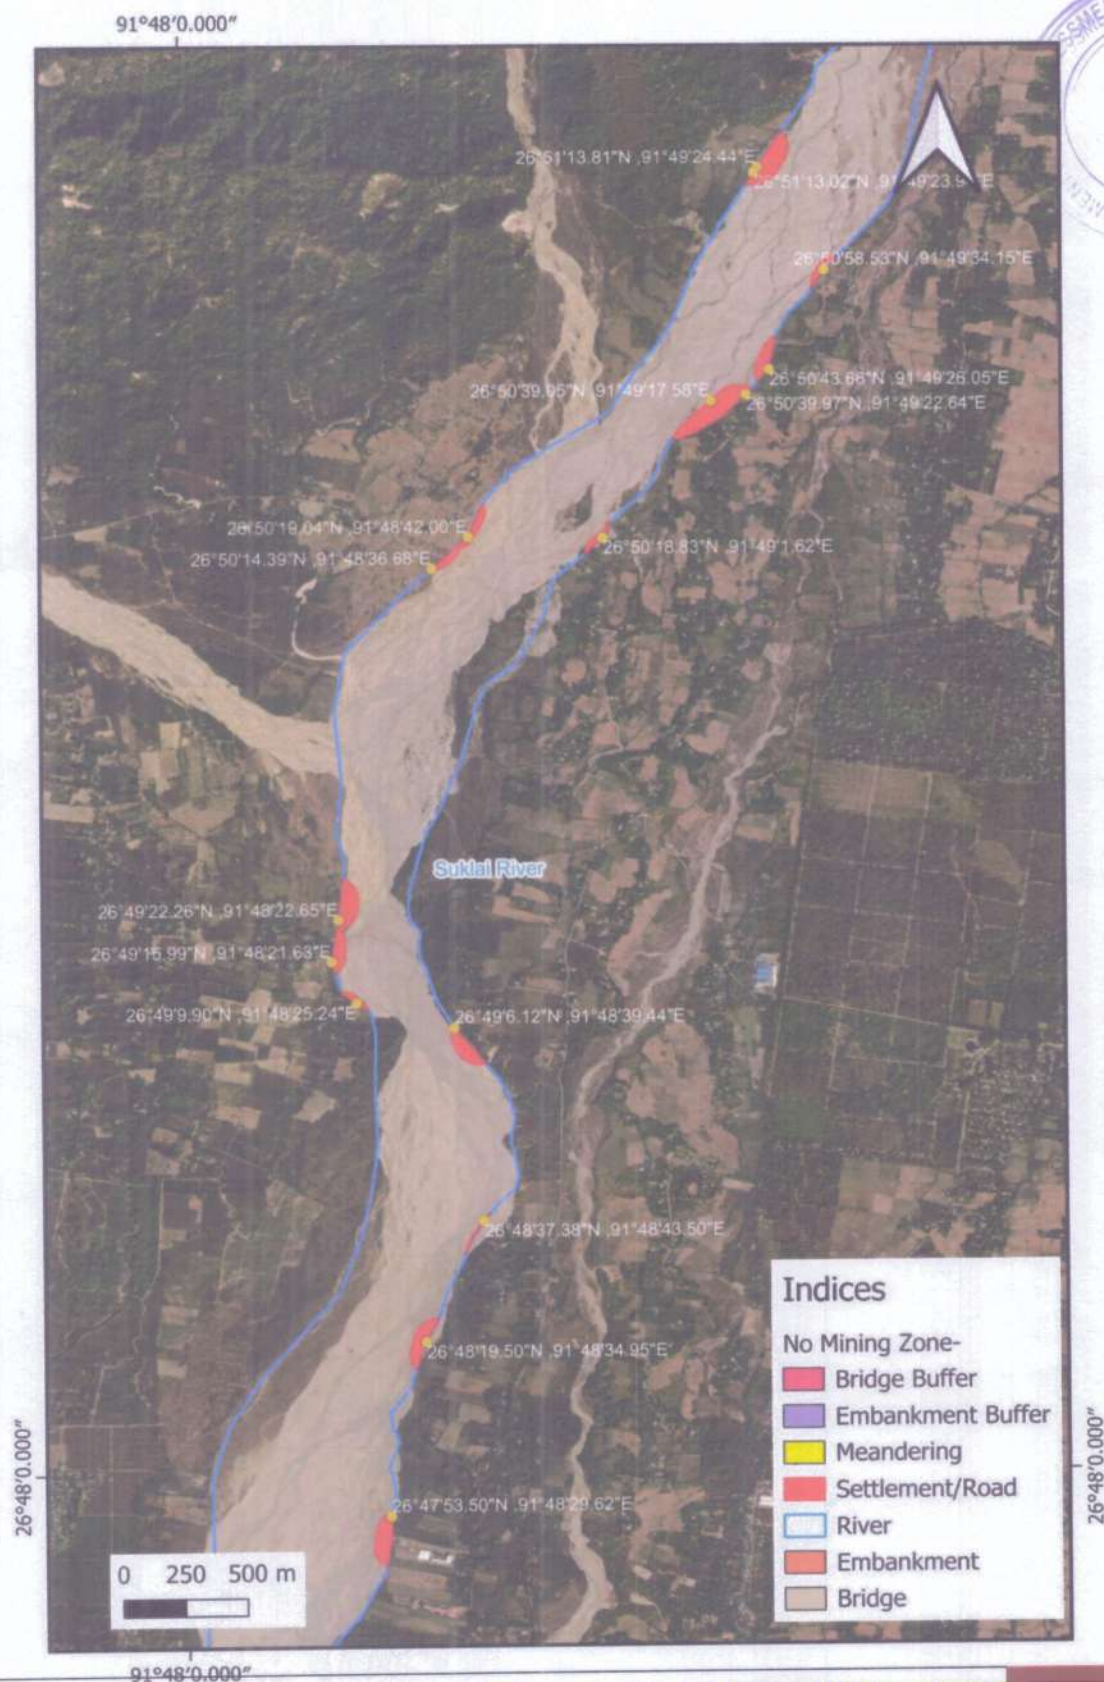 91°48'0.000"
SSME
MENT
26°51'13.81"N ,91°49'24.44"E
26°50'58.53"N ,91°49'34.15"E
26°50'43.66"N ,91°49'26.05"E
26°50'39.05"N ,91°49'17.58"E
26°50'39.97"N ,91°49'22.64"E
26°50'19.04"N ,91°48'42.00"E
26°50'18.83"N ,91°49'1.62"E
26°50'14.39"N ,91°48'36.68"E
Suklai River
26°49'22.26"N ,91°48'22.65"E
26°49'15.99"N ,91°48'21.63"E
26°49'9.90"N ,91°48'25.24"E
26°49'6.12"N ,91°48'39.44"E
26°48'37.38"N ,91°48'43.50"E
26°48'19.50"N ,91°48'34.95"E
26°47'53.50"N ,91°48'29.62"E
Indices
No Mining Zone-
Bridge Buffer
Embankment Buffer
Meandering
Settlement/Road
River
Embankment
Bridge
26°48'0.000"
26°48'0.000"
0 250 500 m
91°48'0.000"